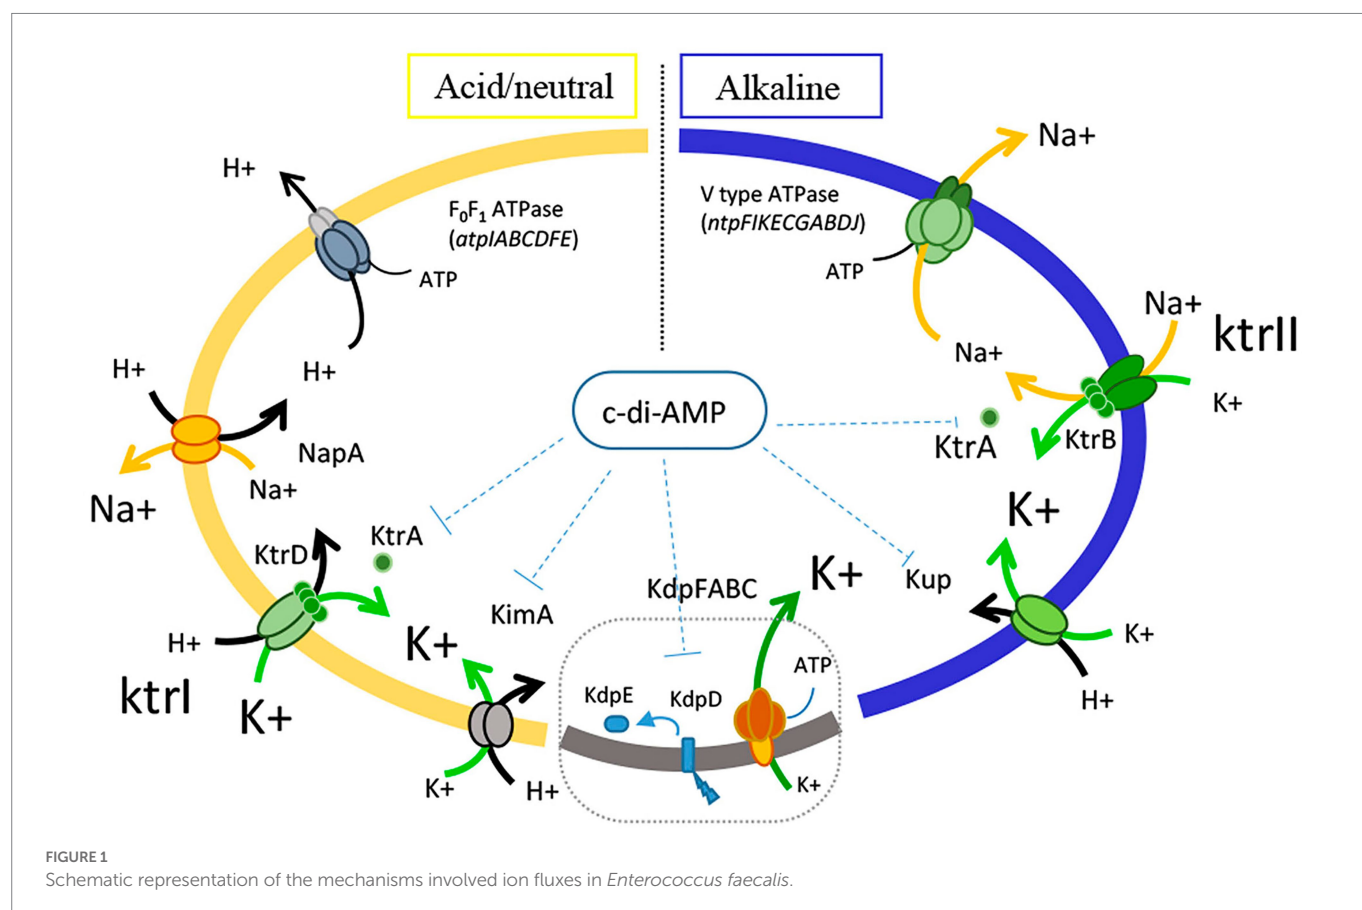 Acid/neutral
Alkaline
H+
F0F1 ATPase
(atpIABCDFE)
ATP
H+
V type ATPase
(ntpFIKECGABDJ)
ATP
Na+
Na+
H+
NapA
Na+
Na+
c-di-AMP
Na+
ktrII
K+
KtrB
KtrA
K+
KtrD
KtrA
H+
ktrI
K+
K+
KimA
K+
H+
KdpFABC
K+
KdpE
KdpD
ATP
K+
Kup
K+
H+
FIGURE 1
Schematic representation of the mechanisms involved ion fluxes in Enterococcus faecalis.